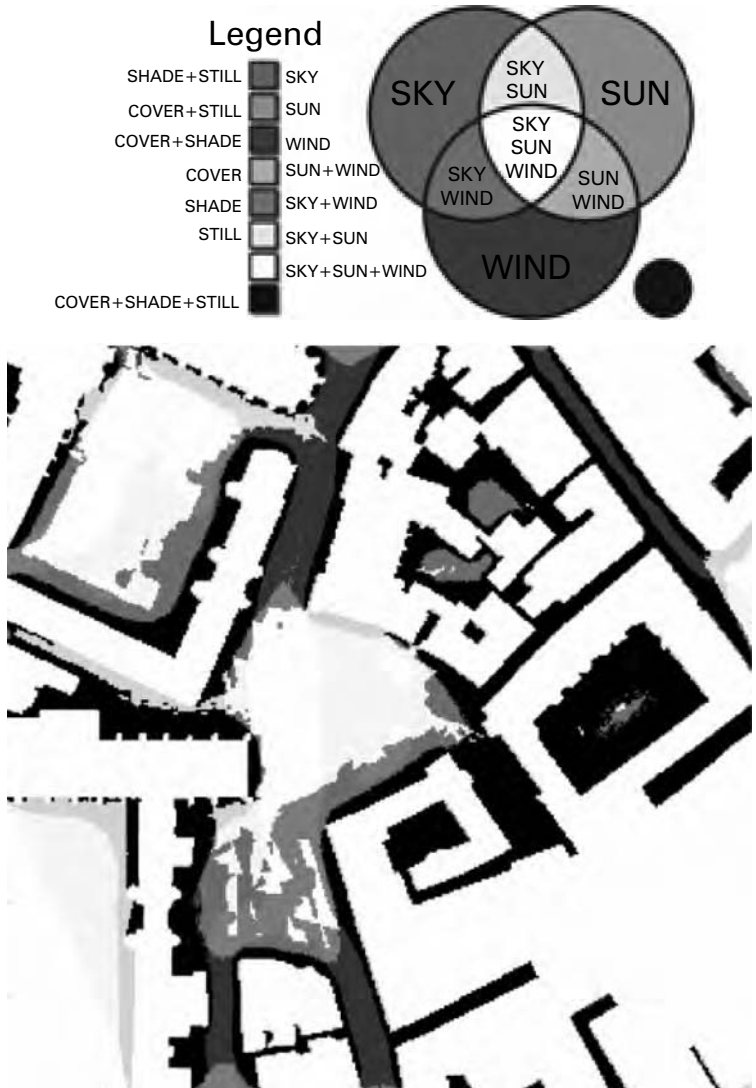 Legend
SHADE+STILL SKY
COVER+STILL SUN
COVER+SHADE WIND
COVER SUN+WIND
SHADE SKY+WIND
STILL SKY+SUN
SKY+SUN+WIND
COVER+SHADE+STILL
SKY
SKY
SUN
SUN
SKY
SUN
WIND
SKY
WIND
SUN
WIND
WIND